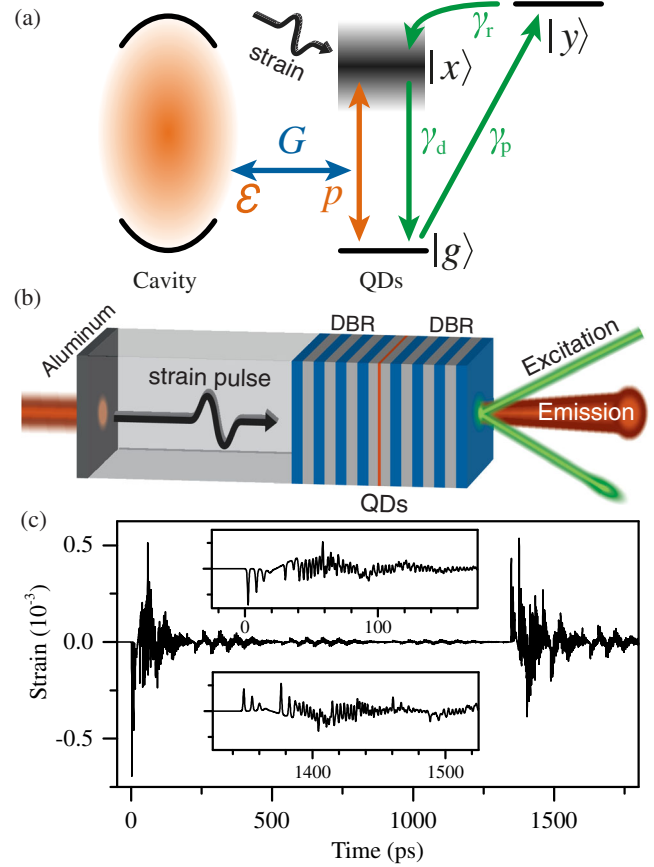 (a)
strain
|x⟩
γr
|y⟩
G
ℰ
p
γd
γp
|g⟩
Cavity
QDs
(b)
Aluminum
DBR
DBR
strain pulse
Excitation
Emission
QDs
(c)
Strain (10⁻³)
0.5
0.0
-0.5
0
100
1400
1500
0
500
1000
1500
Time (ps)